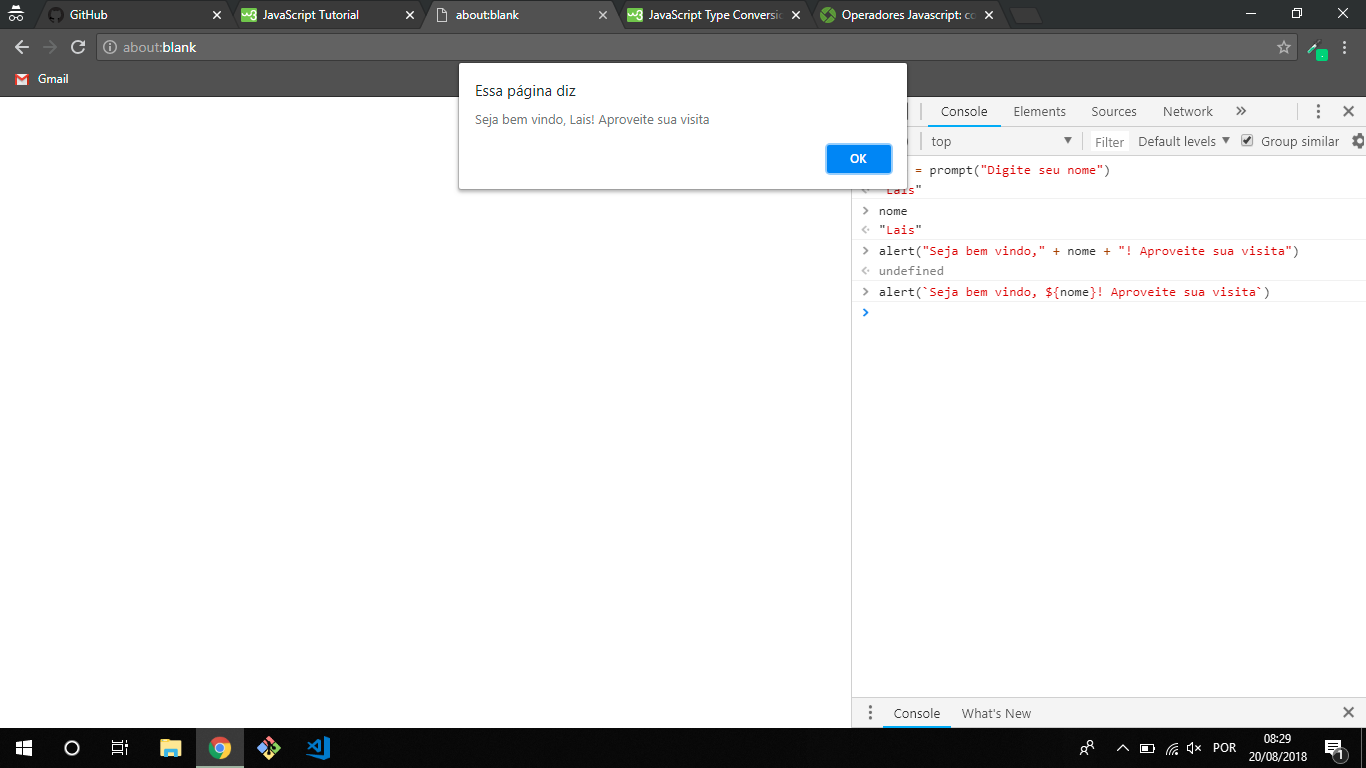 GitHub
JavaScript Tutorial
about:blank
JavaScript Type Conversi
Operadores Javascript: c
about:blank
Gmail
Essa página diz
Seja bem vindo, Lais! Aproveite sua visita
OK
Console Elements Sources Network
top Filter Default levels Group similar
= prompt("Digite seu nome")
"Lais"
nome
"Lais"
alert("Seja bem vindo," + nome + "! Aproveite sua visita")
undefined
alert(`Seja bem vindo, ${nome}! Aproveite sua visita`)
Console What's New
POR
08:29
20/08/2018
1